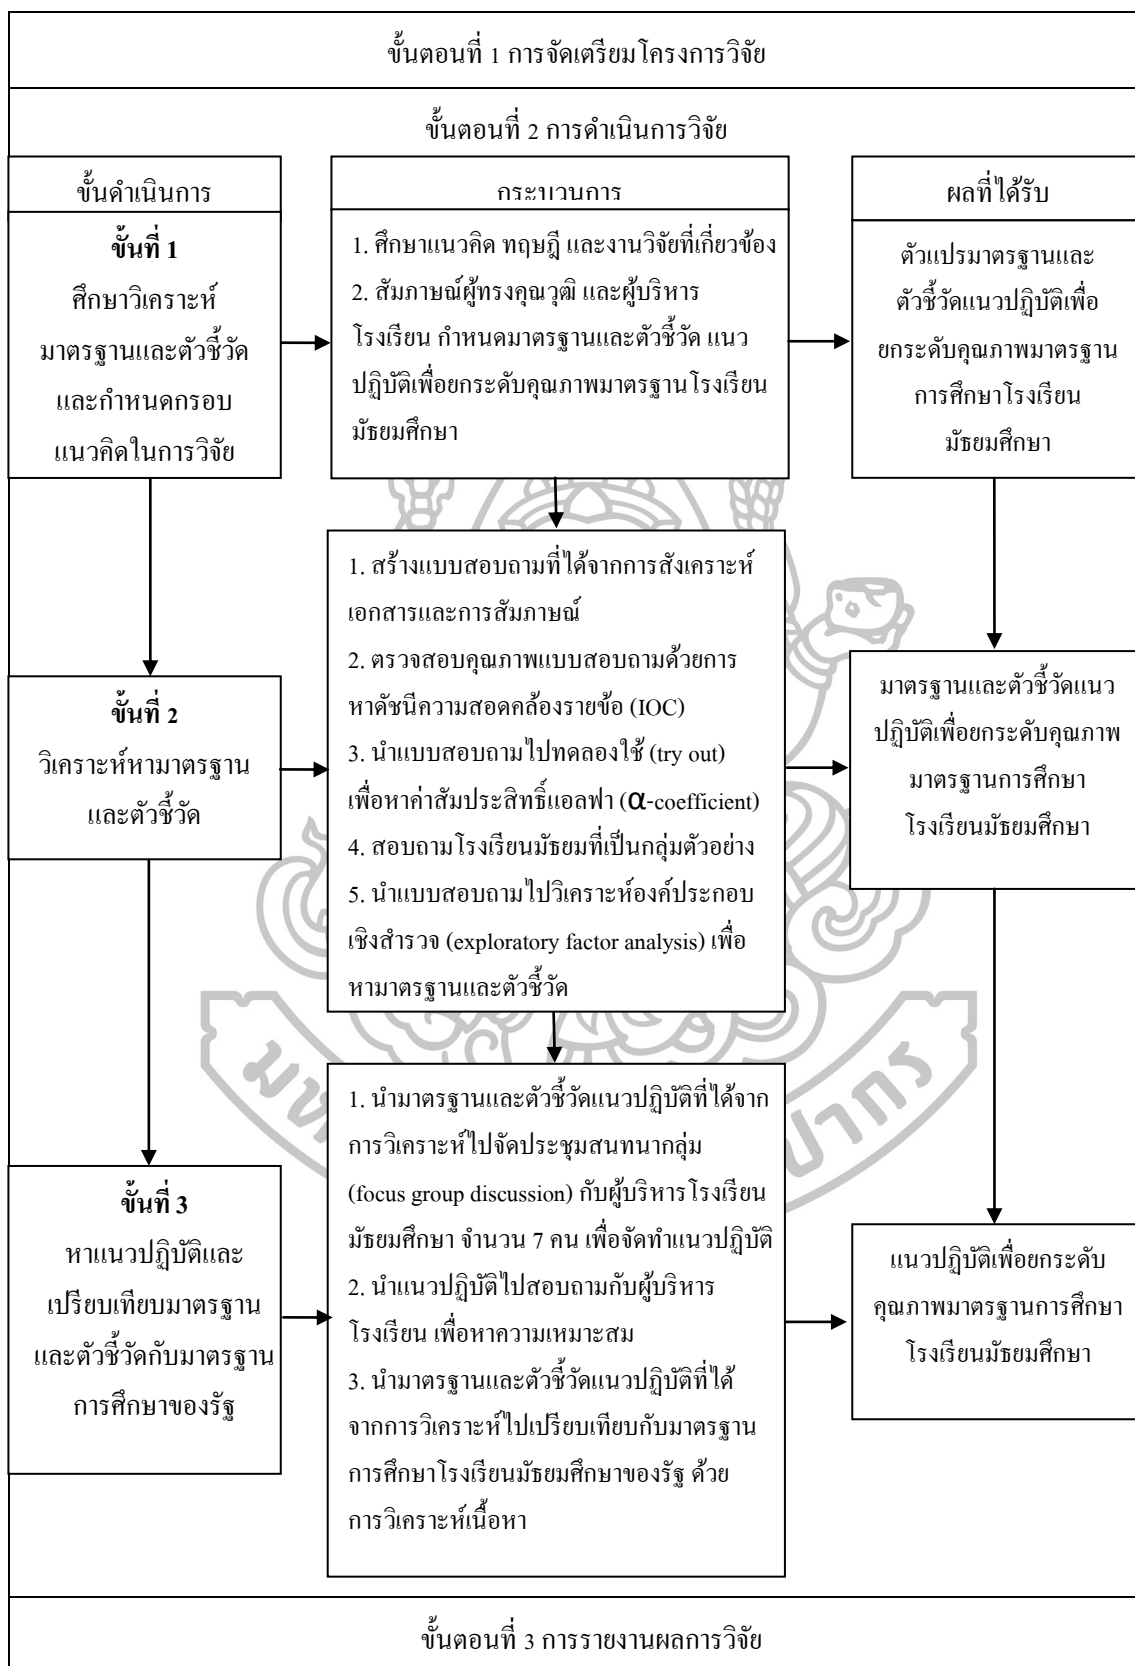 ขั้นตอนที่ 1 การจัดเตรียมโครงการวิจัย
ขั้นตอนที่ 2 การดำเนินการวิจัย
ขั้นดำเนินการ
กระบวนการ
ผลที่ได้รับ
ขั้นที่ 1
ศึกษาวิเคราะห์
มาตรฐานและตัวชี้วัด
และกำหนดกรอบ
แนวคิดในการวิจัย
1. ศึกษาแนวคิด ทฤษฎี และงานวิจัยที่เกี่ยวข้อง
2. สัมภาษณ์ผู้ทรงคุณวุฒิ และผู้บริหาร
โรงเรียน กำหนดมาตรฐานและตัวชี้วัด แนว
ปฏิบัติเพื่อยกระดับคุณภาพมาตรฐานโรงเรียน
มัธยมศึกษา
ตัวแปรมาตรฐานและ
ตัวชี้วัดแนวปฏิบัติเพื่อ
ยกระดับคุณภาพมาตรฐาน
การศึกษาโรงเรียน
มัธยมศึกษา
ขั้นที่ 2
วิเคราะห์หามาตรฐาน
และตัวชี้วัด
1. สร้างแบบสอบถามที่ได้จากการสังเคราะห์
เอกสารและการสัมภาษณ์
2. ตรวจสอบคุณภาพแบบสอบถามด้วยการ
หาดัชนีความสอดคล้องรายข้อ (IOC)
3. นำแบบสอบถามไปทดลองใช้ (try out)
เพื่อหาค่าสัมประสิทธิ์แอลฟา (α-coefficient)
4. สอบถามโรงเรียนมัธยมที่เป็นกลุ่มตัวอย่าง
5. นำแบบสอบถามไปวิเคราะห์องค์ประกอบ
เชิงสำรวจ (exploratory factor analysis) เพื่อ
หามาตรฐานและตัวชี้วัด
มาตรฐานและตัวชี้วัดแนว
ปฏิบัติเพื่อยกระดับคุณภาพ
มาตรฐานการศึกษา
โรงเรียนมัธยมศึกษา
ขั้นที่ 3
หาแนวปฏิบัติและ
เปรียบเทียบมาตรฐาน
และตัวชี้วัดกับมาตรฐาน
การศึกษาของรัฐ
1. นำมาตรฐานและตัวชี้วัดแนวปฏิบัติที่ได้จาก
การวิเคราะห์ไปจัดประชุมสนทนากลุ่ม
(focus group discussion) กับผู้บริหารโรงเรียน
มัธยมศึกษา จำนวน 7 คน เพื่อจัดทำแนวปฏิบัติ
2. นำแนวปฏิบัติไปสอบถามกับผู้บริหาร
โรงเรียน เพื่อหาความเหมาะสม
3. นำมาตรฐานและตัวชี้วัดแนวปฏิบัติที่ได้
จากการวิเคราะห์ไปเปรียบเทียบกับมาตรฐาน
การศึกษาโรงเรียนมัธยมศึกษาของรัฐ ด้วย
การวิเคราะห์เนื้อหา
แนวปฏิบัติเพื่อยกระดับ
คุณภาพมาตรฐานการศึกษา
โรงเรียนมัธยมศึกษา
ขั้นตอนที่ 3 การรายงานผลการวิจัย